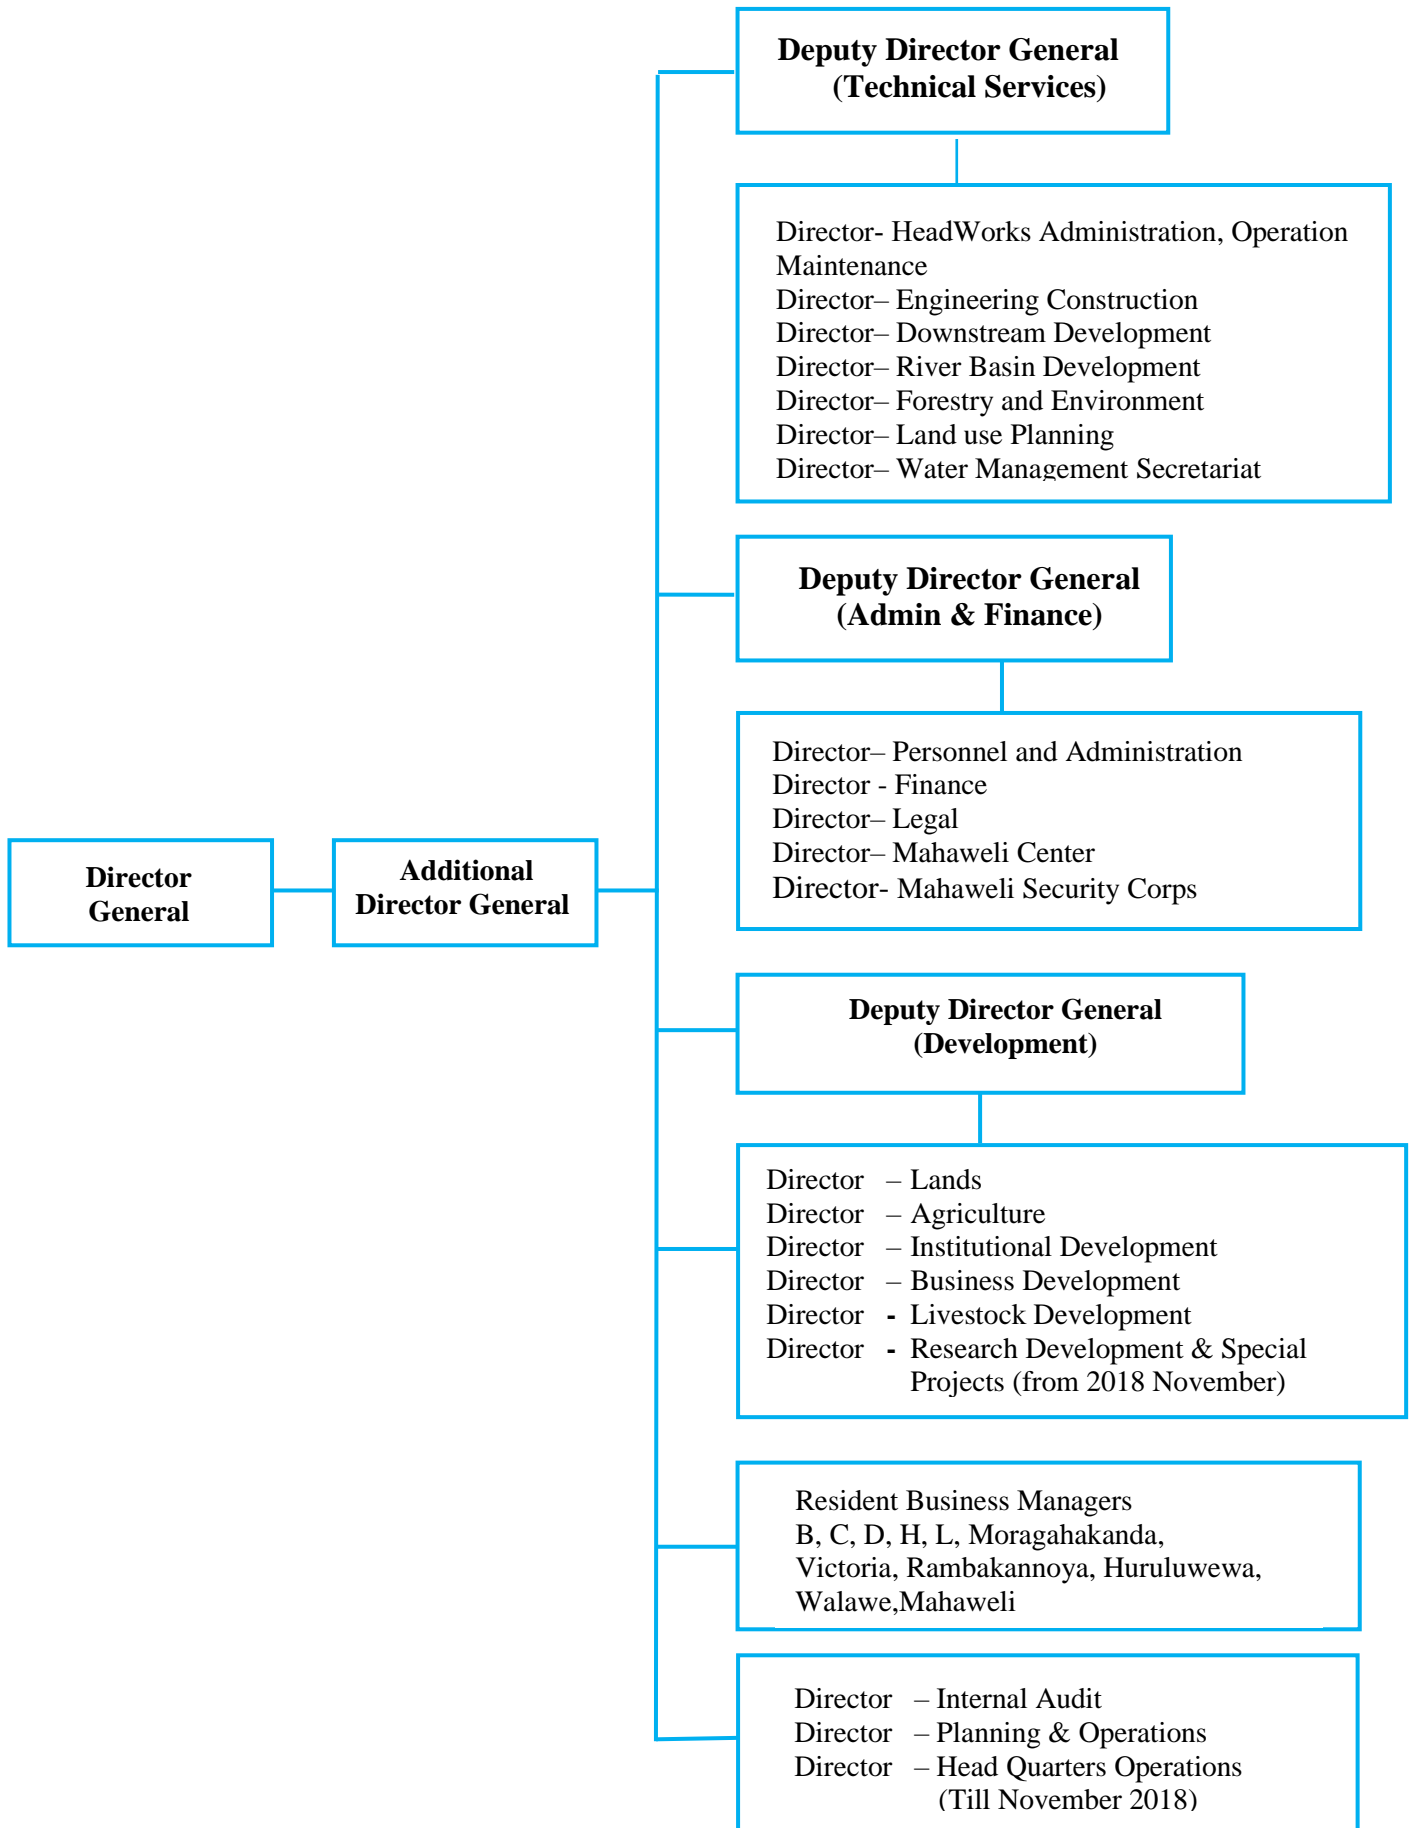 Deputy Director General
(Technical Services)
Director- HeadWorks Administration, Operation
Maintenance
Director– Engineering Construction
Director– Downstream Development
Director– River Basin Development
Director– Forestry and Environment
Director– Land use Planning
Director– Water Management Secretariat
Deputy Director General
(Admin & Finance)
Director– Personnel and Administration
Director - Finance
Director– Legal
Director– Mahaweli Center
Director- Mahaweli Security Corps
Director
General
Additional
Director General
Deputy Director General
(Development)
Director – Lands
Director – Agriculture
Director – Institutional Development
Director – Business Development
Director - Livestock Development
Director - Research Development & Special
Projects (from 2018 November)
Resident Business Managers
B, C, D, H, L, Moragahakanda,
Victoria, Rambakannoya, Huruluwewa,
Walawe,Mahaweli
Director – Internal Audit
Director – Planning & Operations
Director – Head Quarters Operations
(Till November 2018)